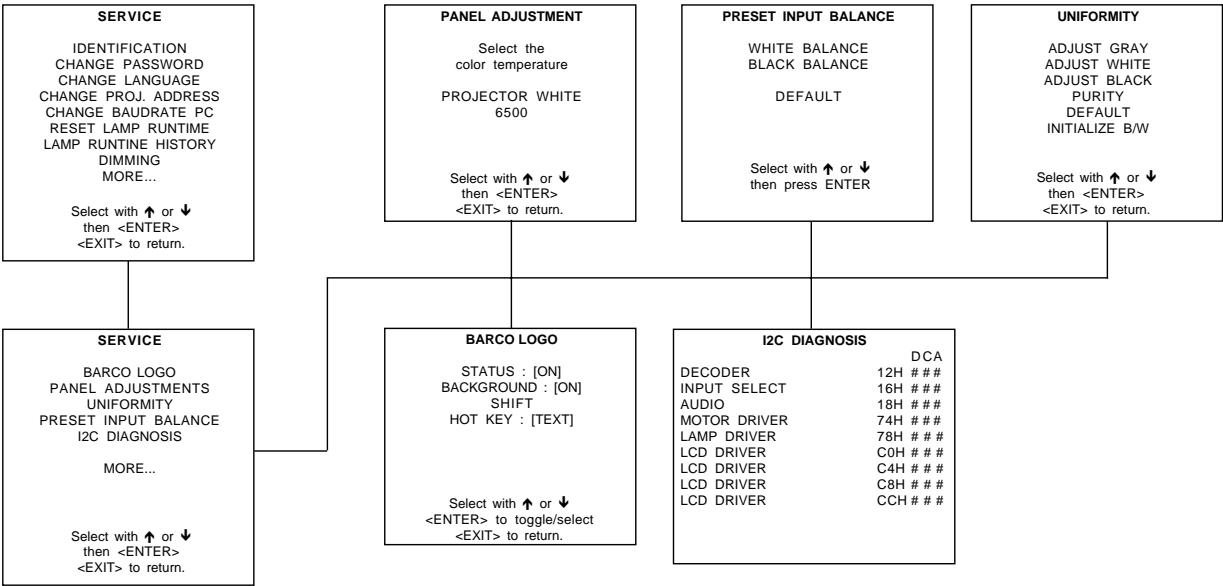 SERVICE
IDENTIFICATION
CHANGE PASSWORD
CHANGE LANGUAGE
CHANGE PROJ. ADDRESS
CHANGE BAUDRATE PC
RESET LAMP RUNTIME
LAMP RUNTINE HISTORY
DIMMING
MORE...
Select with ↑ or ↓
then <ENTER>
<EXIT> to return.
PANEL ADJUSTMENT
Select the
color temperature
PROJECTOR WHITE
6500
Select with ↑ or ↓
then <ENTER>
<EXIT> to return.
PRESET INPUT BALANCE
WHITE BALANCE
BLACK BALANCE
DEFAULT
Select with ↑ or ↓
then press ENTER
UNIFORMITY
ADJUST GRAY
ADJUST WHITE
ADJUST BLACK
PURITY
DEFAULT
INITIALIZE B/W
Select with ↑ or ↓
then <ENTER>
<EXIT> to return.
SERVICE
BARCO LOGO
PANEL ADJUSTMENTS
UNIFORMITY
PRESET INPUT BALANCE
I2C DIAGNOSIS
MORE...
Select with ↑ or ↓
then <ENTER>
<EXIT> to return.
BARCO LOGO
STATUS : [ON]
BACKGROUND : [ON]
SHIFT
HOT KEY : [TEXT]
Select with ↑ or ↓
<ENTER> to toggle/select
<EXIT> to return.
I2C DIAGNOSIS
D C A
DECODER 12H # # #
INPUT SELECT 16H # # #
AUDIO 18H # # #
MOTOR DRIVER 74H # # #
LAMP DRIVER 78H # # #
LCD DRIVER C0H # # #
LCD DRIVER C4H # # #
LCD DRIVER C8H # # #
LCD DRIVER CCH # # #